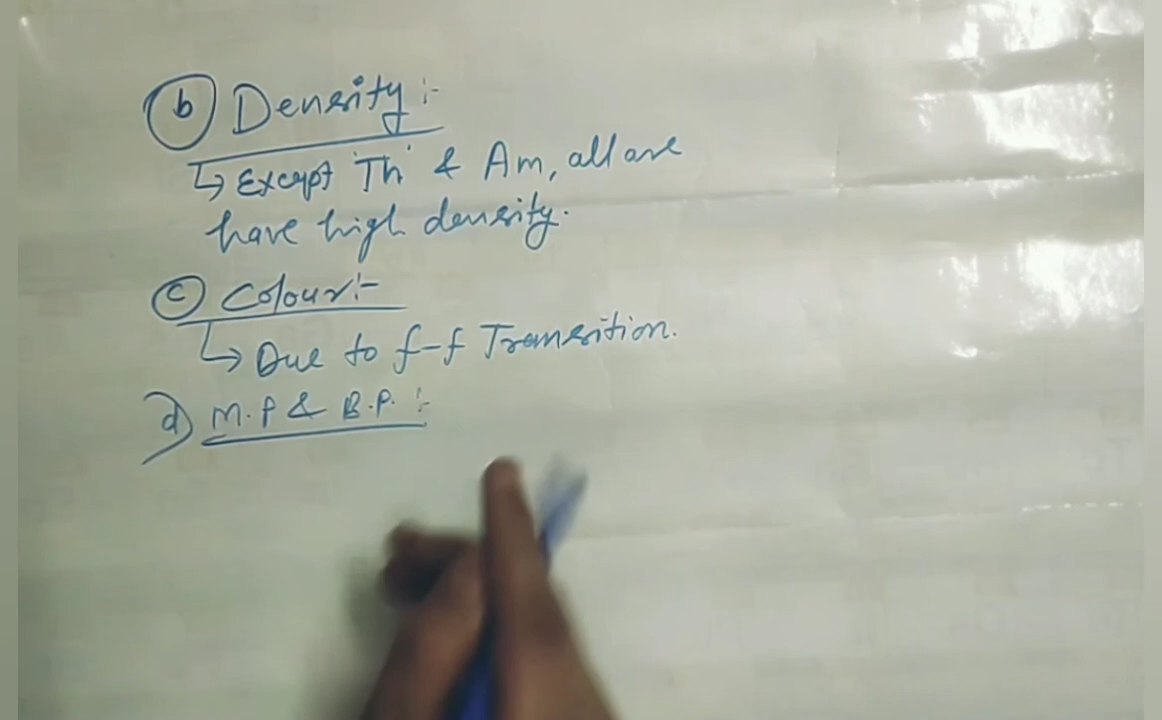 b Density :-
↳ Except Th & Am, all are
have high density.
c Colour :-
↳ Due to f-f Transition.
d) M.P & B.P. :-